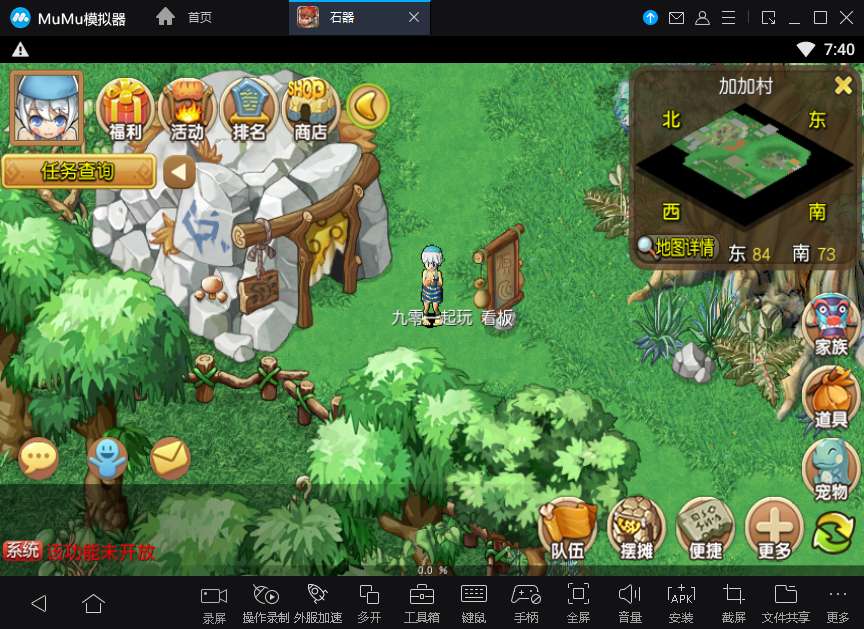 MuMu模拟器
首页
石器
7:40
福利
活动
排名
SHOP
商店
加加村
北
东
西
南
地图详情
东 84
南 73
任务查询
九零一起玩
看板
家族
道具
宠物
队伍
摆摊
便捷
更多
系统 该功能未开放
0.0 %
录屏
操作录制
外服加速
多开
工具箱
键鼠
手柄
全屏
音量
APK
安装
截屏
文件共享
更多